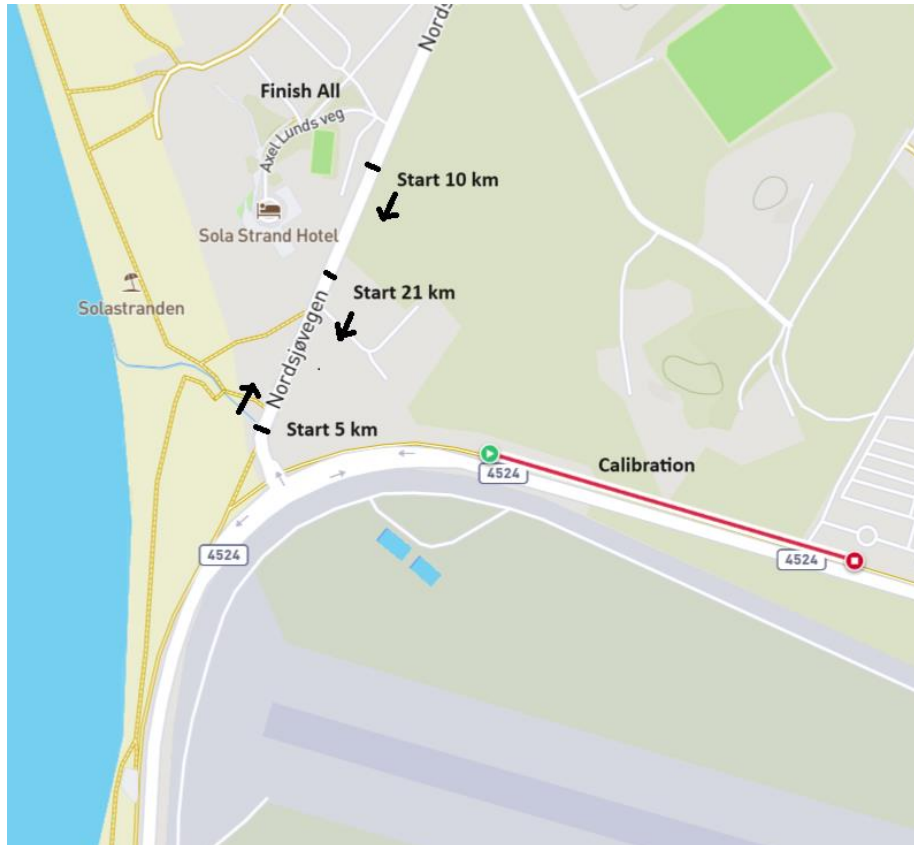 Nords
Finish All
Axel Lunds veg
Start 10 km
Sola Strand Hotel
Start 21 km
Solastranden
Nordsjøvegen
Start 5 km
Calibration
4524
4524
4524